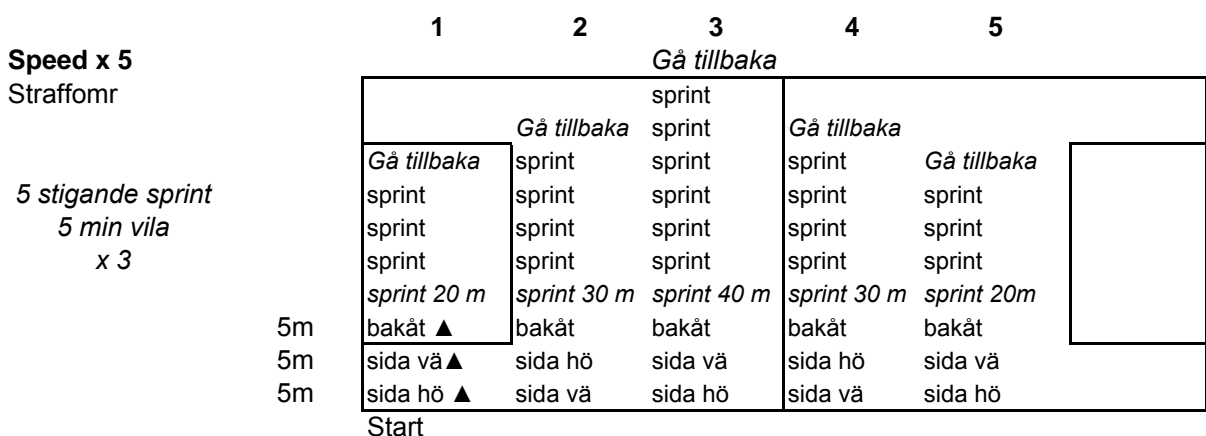 1 2 3 4 5
Speed x 5 Gå tillbaka
Straffomr sprint
Gå tillbaka sprint Gå tillbaka
Gå tillbaka sprint sprint sprint Gå tillbaka
5 stigande sprint sprint sprint sprint sprint sprint
5 min vila sprint sprint sprint sprint sprint
x 3 sprint sprint sprint sprint sprint
sprint 20 m sprint 30 m sprint 40 m sprint 30 m sprint 20m
5m bakåt ▲ bakåt bakåt bakåt bakåt
5m sida vä▲ sida hö sida vä sida hö sida vä
5m sida hö ▲ sida vä sida hö sida vä sida hö
Start